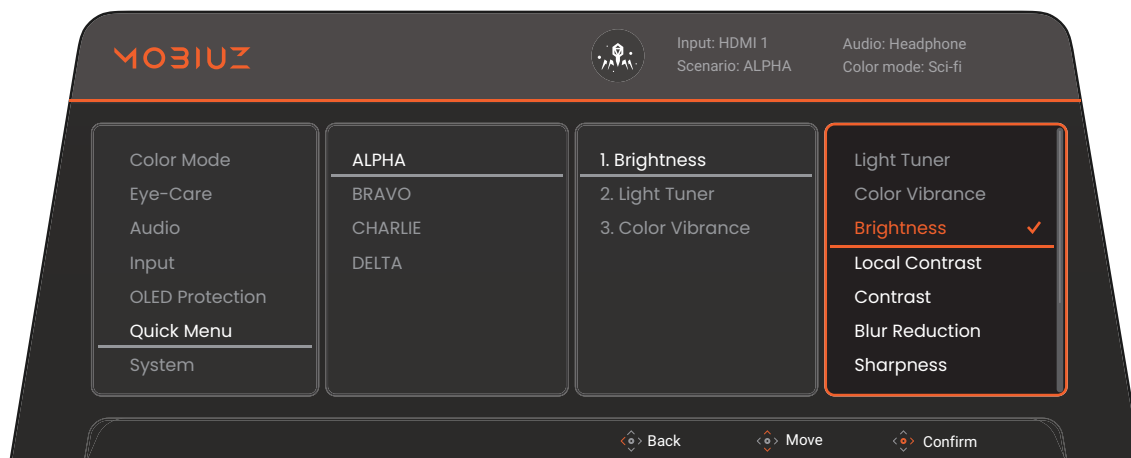 MOBIUZ
Input: HDMI 1
Scenario: ALPHA
Audio: Headphone
Color mode: Sci-fi
Color Mode
Eye-Care
Audio
Input
OLED Protection
Quick Menu
System
ALPHA
BRAVO
CHARLIE
DELTA
1. Brightness
2. Light Tuner
3. Color Vibrance
Light Tuner
Color Vibrance
Brightness
Local Contrast
Contrast
Blur Reduction
Sharpness
Back
Move
Confirm